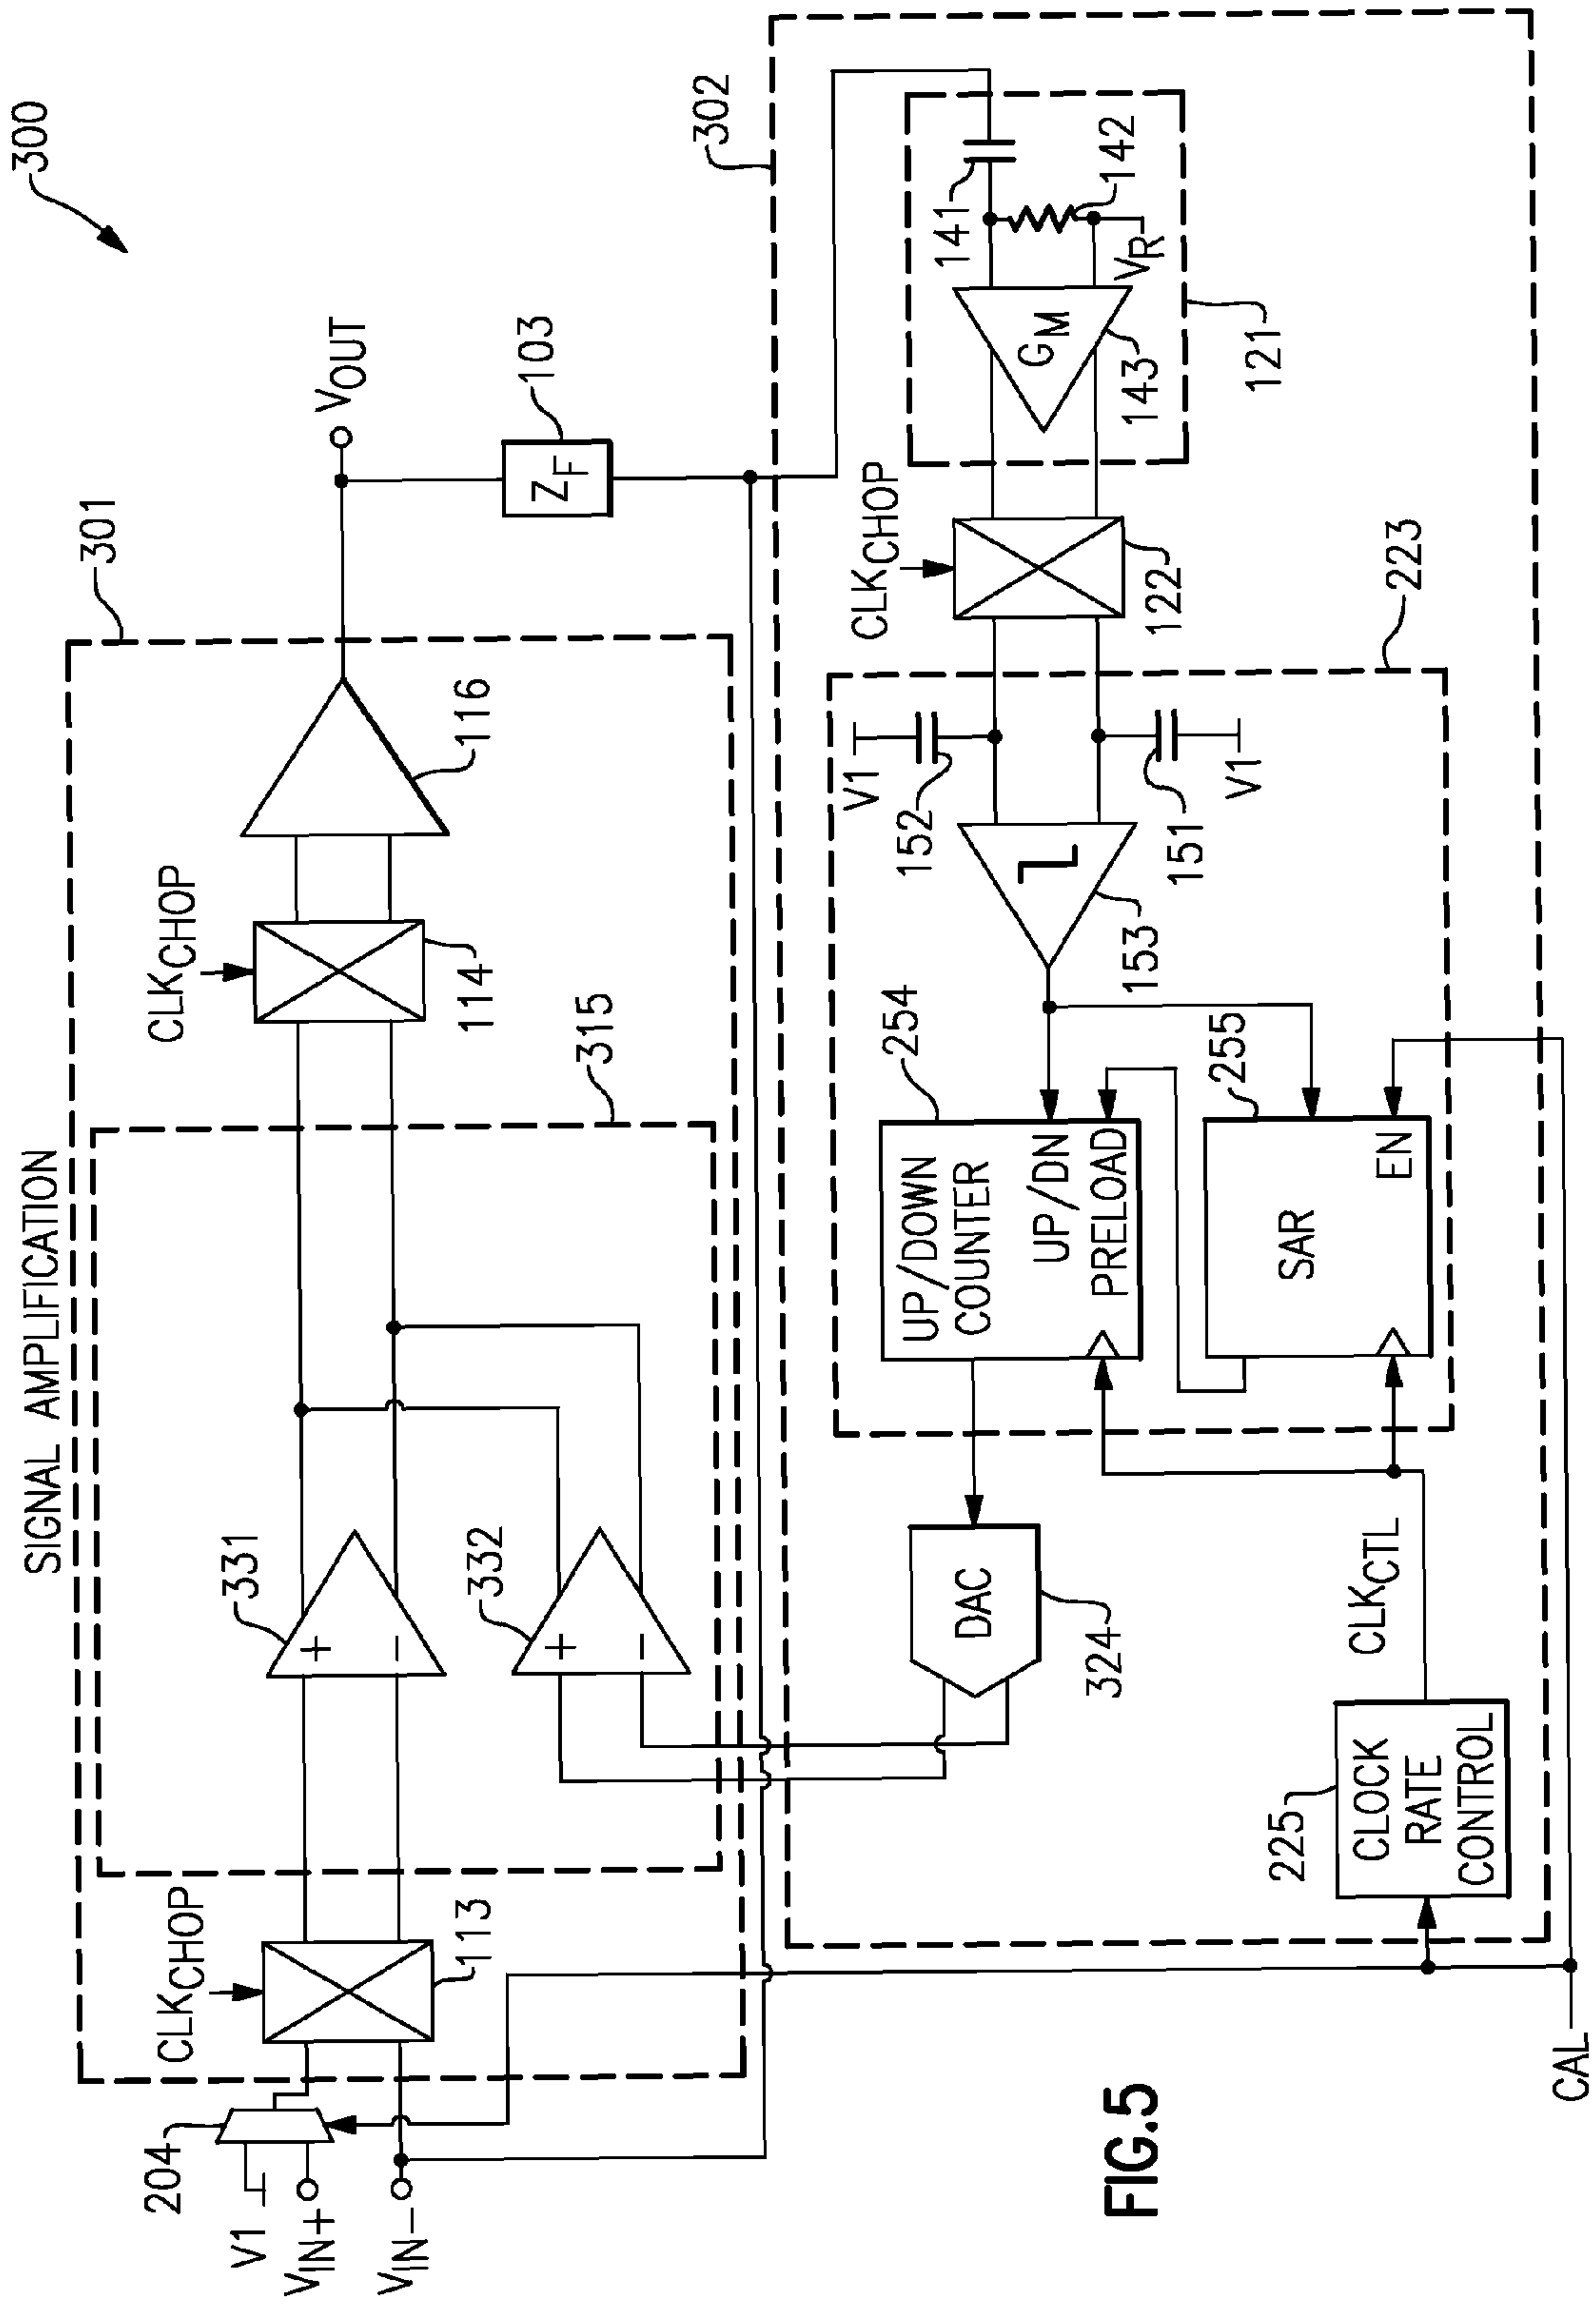 300
SIGNAL AMPLIFICATION
301
315
CLKCHOP
CLKCHOP
204
V1
VIN+
VIN−
113
331
+
−
332
+
−
114
116
VOUT
103
ZF
302
CAL
225
CLOCK
RATE
CONTROL
CLKCTL
DAC
324
254
UP/DOWN
COUNTER
UP/DN
PRELOAD
255
SAR
EN
153
152
V1
151
V1
223
CLKCHOP
122
GM
143
141
142
VR
121
FIG.5